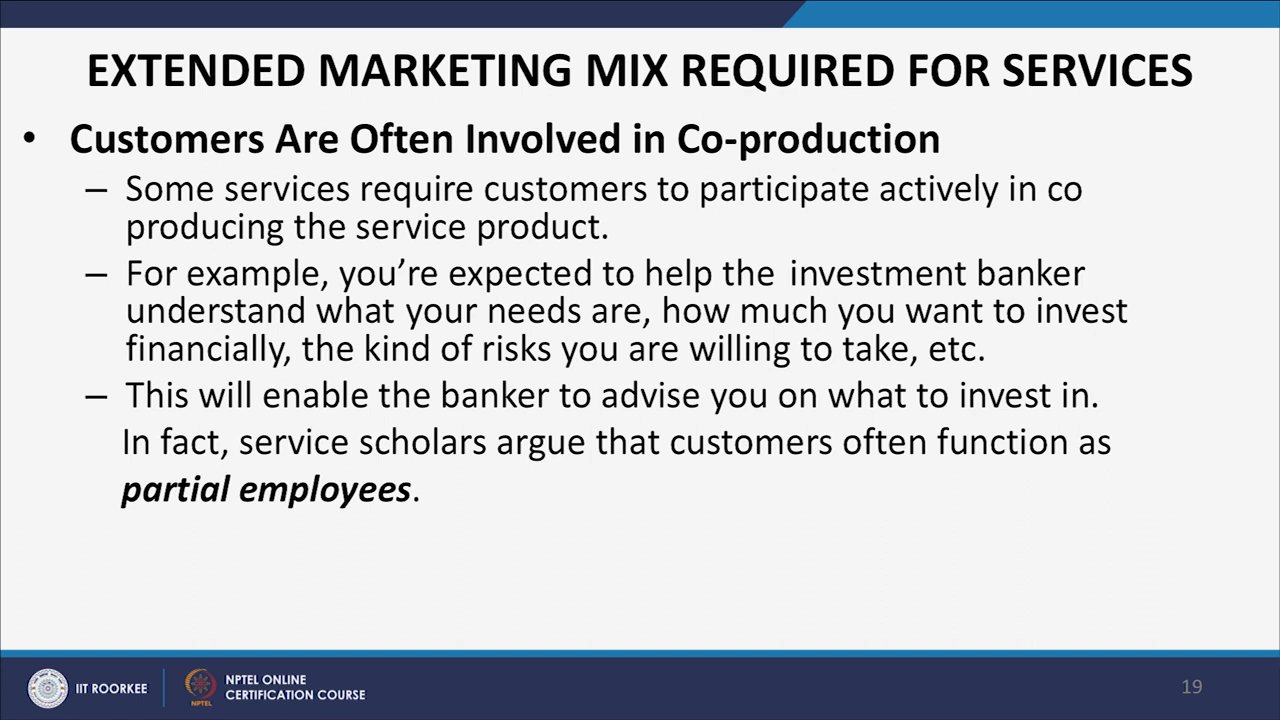 EXTENDED MARKETING MIX REQUIRED FOR SERVICES
• Customers Are Often Involved in Co-production
– Some services require customers to participate actively in co
producing the service product.
– For example, you’re expected to help the investment banker
understand what your needs are, how much you want to invest
financially, the kind of risks you are willing to take, etc.
– This will enable the banker to advise you on what to invest in.
In fact, service scholars argue that customers often function as
partial employees.
IIT ROORKEE
NPTEL
NPTEL ONLINE
CERTIFICATION COURSE
19